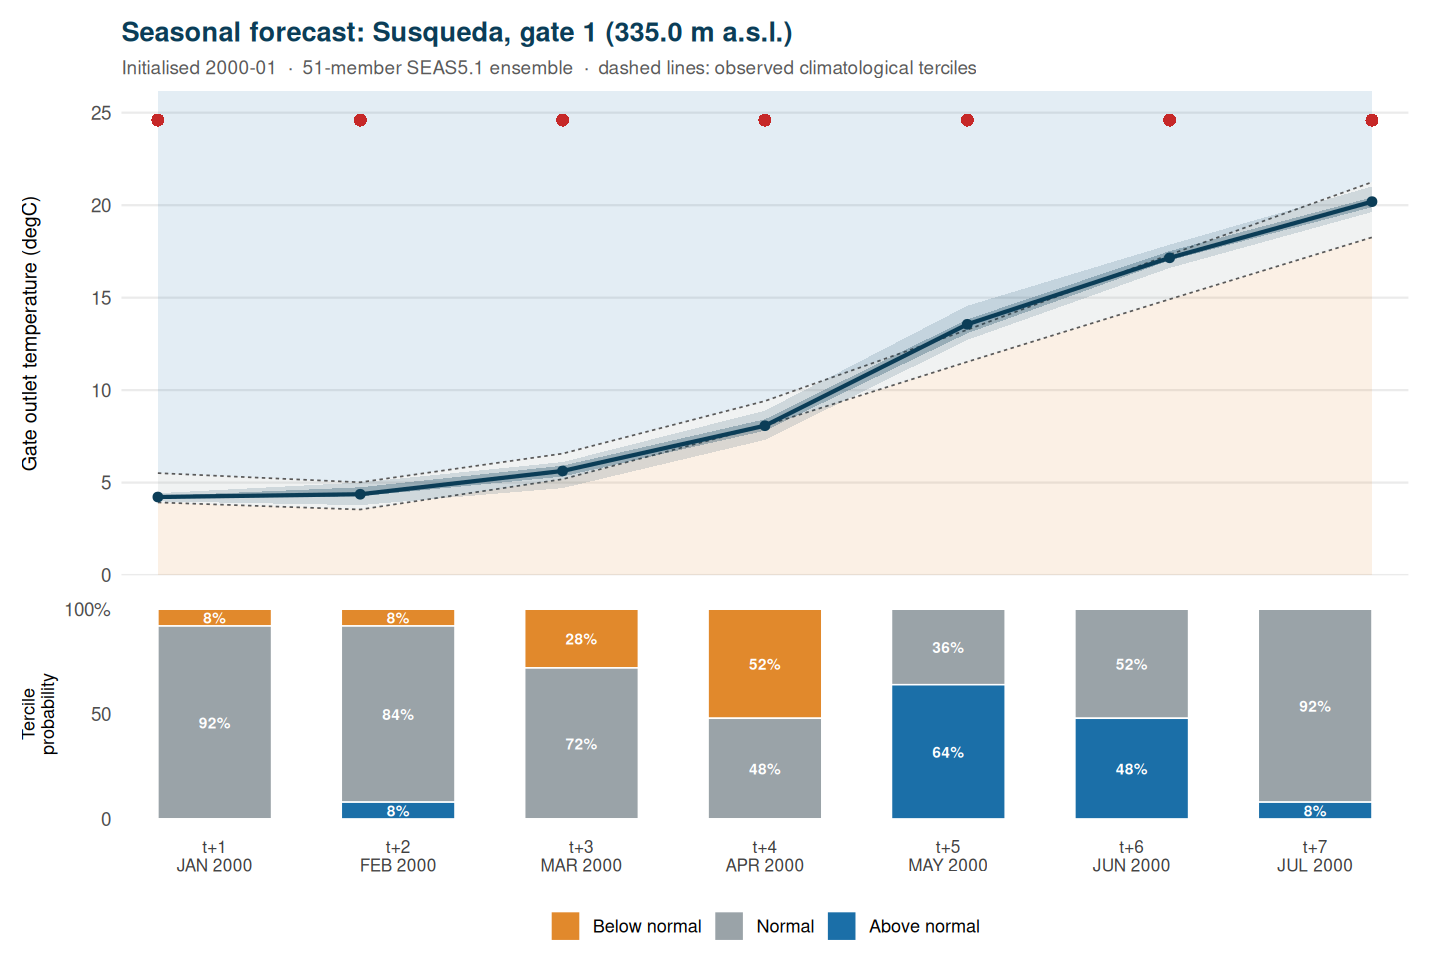 Seasonal forecast: Susqueda, gate 1 (335.0 m a.s.l.)
Initialised 2000-01 · 51-member SEAS5.1 ensemble · dashed lines: observed climatological terciles
Gate outlet temperature (degC)
25
20
15
10
5
0
Tercile
probability
100%
50
0
8%
92%
8%
84%
8%
28%
72%
52%
48%
36%
64%
52%
48%
92%
8%
t+1
JAN 2000
t+2
FEB 2000
t+3
MAR 2000
t+4
APR 2000
t+5
MAY 2000
t+6
JUN 2000
t+7
JUL 2000
Below normal
Normal
Above normal